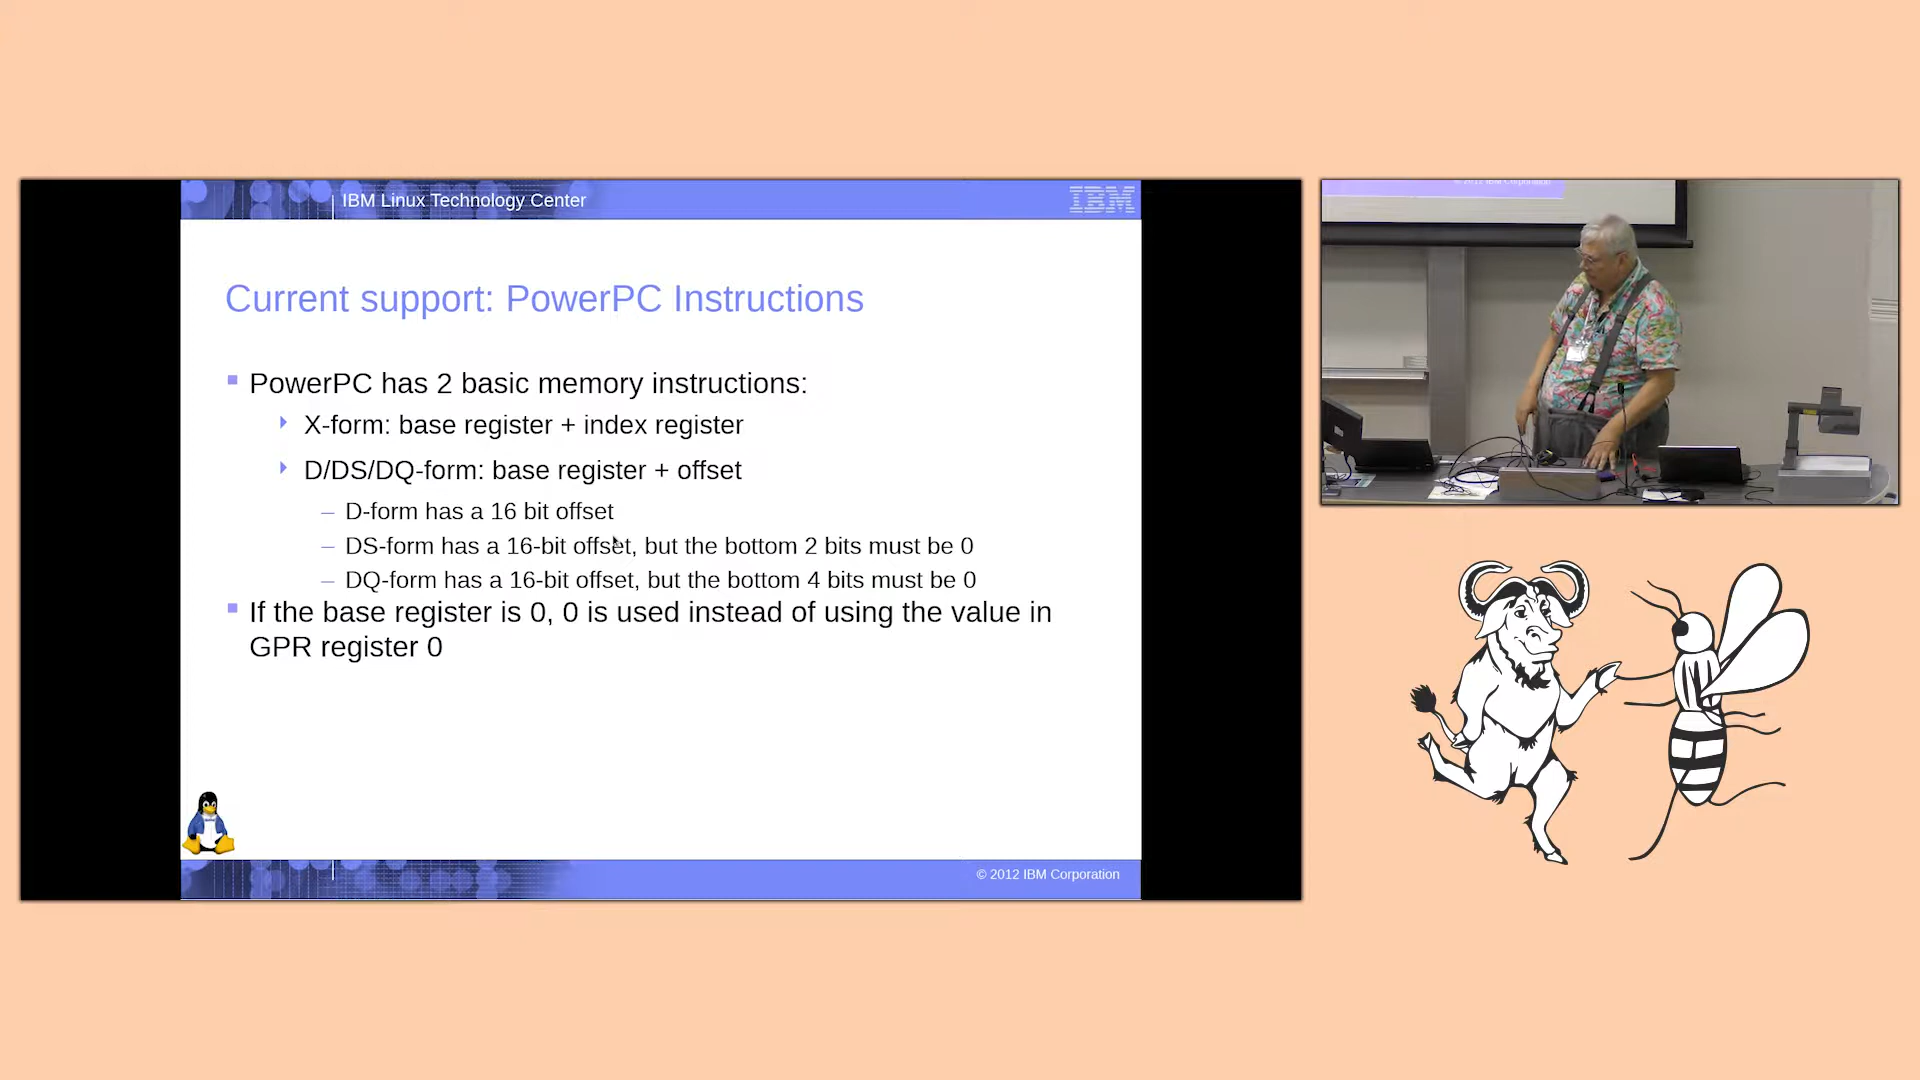 IBM Linux Technology Center
IBM
Current support: PowerPC Instructions
PowerPC has 2 basic memory instructions:
X-form: base register + index register
D/DS/DQ-form: base register + offset
– D-form has a 16 bit offset
– DS-form has a 16-bit offset, but the bottom 2 bits must be 0
– DQ-form has a 16-bit offset, but the bottom 4 bits must be 0
If the base register is 0, 0 is used instead of using the value in
GPR register 0
© 2012 IBM Corporation
© 2012 IBM Corporation